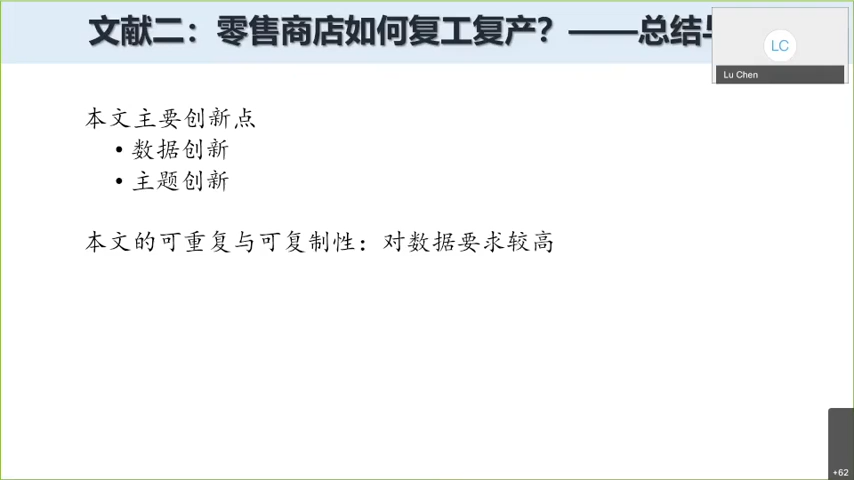 文献二：零售商店如何复工复产？——总结与
LC
Lu Chen
本文主要创新点
• 数据创新
• 主题创新
本文的可重复与可复制性：对数据要求较高
+62